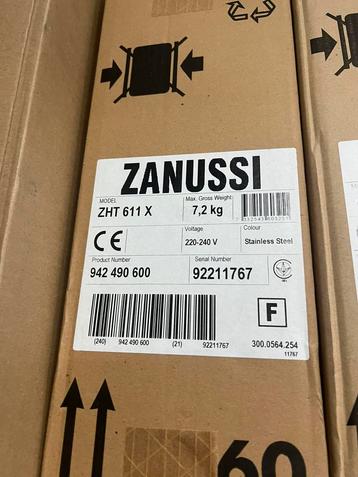 ZANUSSI
MODEL Max. Gross Weight
ZHT 611 X 7,2 kg
Voltage Colour
CE 220-240 V Stainless Steel
Product Number Serial Number
942 490 600 92211767
F
(240) 942 490 600 (21) 92211767 300.0564.254
11767
60